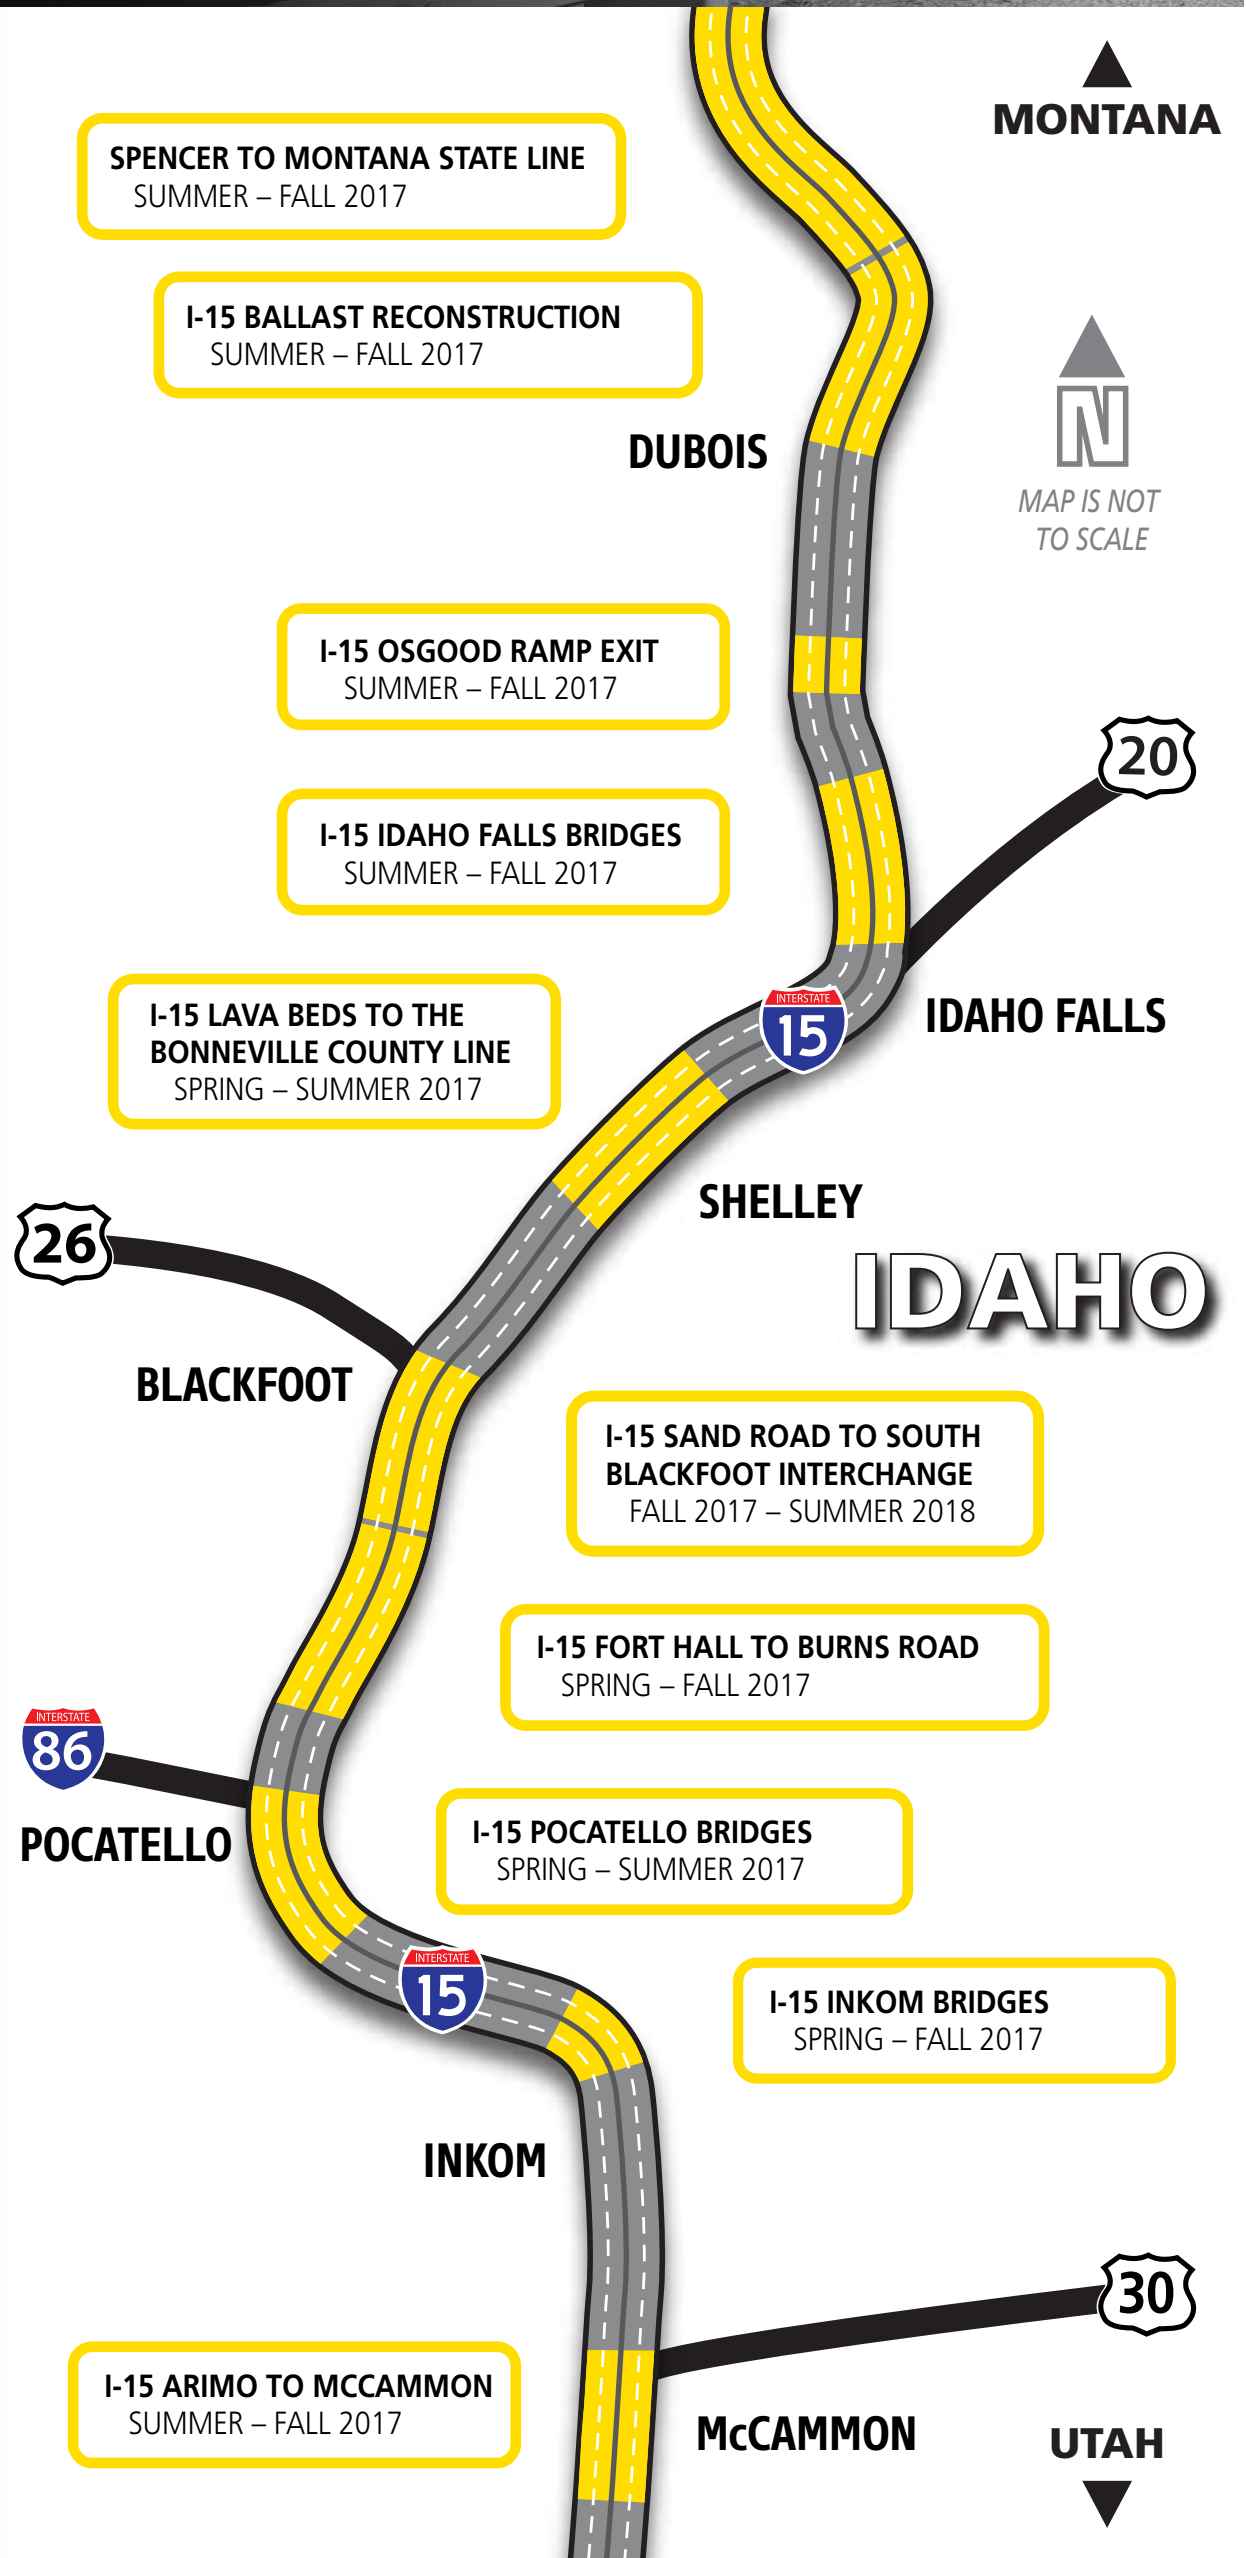 MONTANA
SPENCER TO MONTANA STATE LINE
SUMMER – FALL 2017
I-15 BALLAST RECONSTRUCTION
SUMMER – FALL 2017
N
DUBOIS
MAP IS NOT
TO SCALE
I-15 OSGOOD RAMP EXIT
SUMMER – FALL 2017
20
I-15 IDAHO FALLS BRIDGES
SUMMER – FALL 2017
INTERSTATE
15
IDAHO FALLS
I-15 LAVA BEDS TO THE
BONNEVILLE COUNTY LINE
SPRING – SUMMER 2017
SHELLEY
26
IDAHO
BLACKFOOT
I-15 SAND ROAD TO SOUTH
BLACKFOOT INTERCHANGE
FALL 2017 – SUMMER 2018
I-15 FORT HALL TO BURNS ROAD
SPRING – FALL 2017
INTERSTATE
86
POCATELLO
I-15 POCATELLO BRIDGES
SPRING – SUMMER 2017
INTERSTATE
15
I-15 INKOM BRIDGES
SPRING – FALL 2017
INKOM
30
I-15 ARIMO TO MCCAMMON
SUMMER – FALL 2017
McCAMMON
UTAH